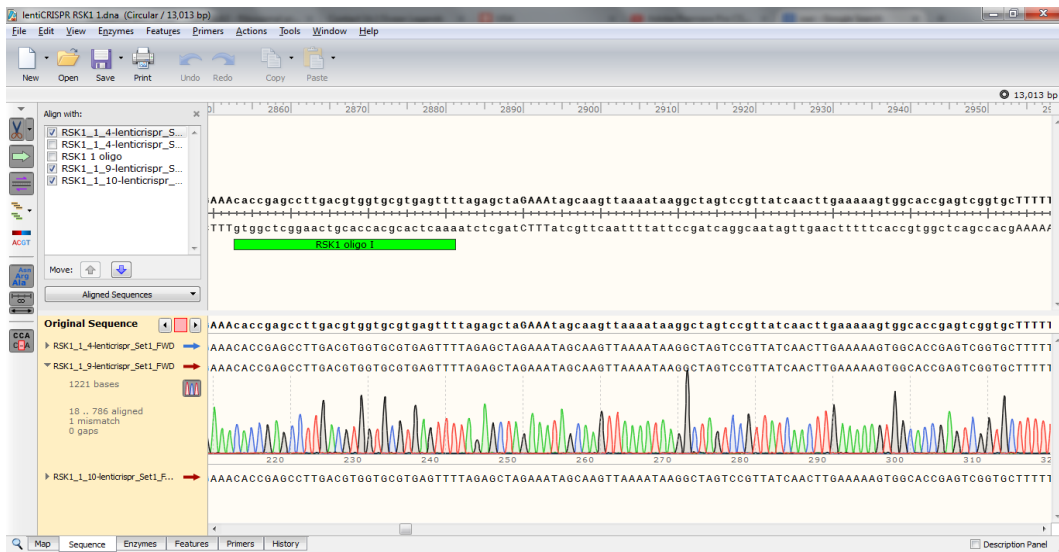 lentiCRISPR RSK1 1.dna (Circular / 13,013 bp)
File Edit View Enzymes Features Primers Actions Tools Window Help
New Open Save Print Undo Redo Copy Paste
13,013 bp
Align with:
2860 2870 2880 2890 2900 2910 2920 2930 2940 2950
RSK1_1_4-lenticrispr_S...
RSK1_1_4-lenticrispr_S...
RSK1 1 oligo
RSK1_1_9-lenticrispr_S...
RSK1_1_10-lenticrispr_...
AAAcaccgagccttgacgtggtgcgtgagttttagagctaGAAAtagcaagttaaaataaggctagtccgttatcaacttgaaaaagtggcaccgagtcggtgcTTTTT
TTTgtggctcggaactgcaccacgcactcaaaatctcgatCTTTatcgttcaattttattccgatcaggcaatagttgaactttttcaccgtggctcagccacgAAAAA
RSK1 oligo I
ACGT
Asn
Arg
Ala
CCA
C-A
Move:
Aligned Sequences
Original Sequence
AAAcaccgagccttgacgtggtgcgtgagttttagagctaGAAAtagcaagttaaaataaggctagtccgttatcaacttgaaaaagtggcaccgagtcggtgcTTTTT
RSK1_1_4-lenticrispr_Set1_FWD
AAACACCGAGCCTTGACGTGGTGCGTGAGTTTTAGAGCTAGAAATAGCAAGTTAAAATAAGGCTAGTCCGTTATCAACTTGAAAAAGTGGCACCGAGTCGGTGCTTTTT
RSK1_1_9-lenticrispr_Set1_FWD
AAACACCGAGCCTTGACGTGGTGCGTGAGTTTTAGAGCTAGAAATAGCAAGTTAAAATAAGGCTAGTCCGTTATCAACTTGAAAAAGTGGCACCGAGTCGGTGCTTTTT
1221 bases
18 .. 786 aligned
1 mismatch
0 gaps
220 230 240 250 260 270 280 290 300 310
RSK1_1_10-lenticrispr_Set1_F...
AAACACCGAGCCTTGACGTGGTGCGTGAGTTTTAGAGCTAGAAATAGCAAGTTAAAATAAGGCTAGTCCGTTATCAACTTGAAAAAGTGGCACCGAGTCGGTGCTTTTT
Map Sequence Enzymes Features Primers History
Description Panel